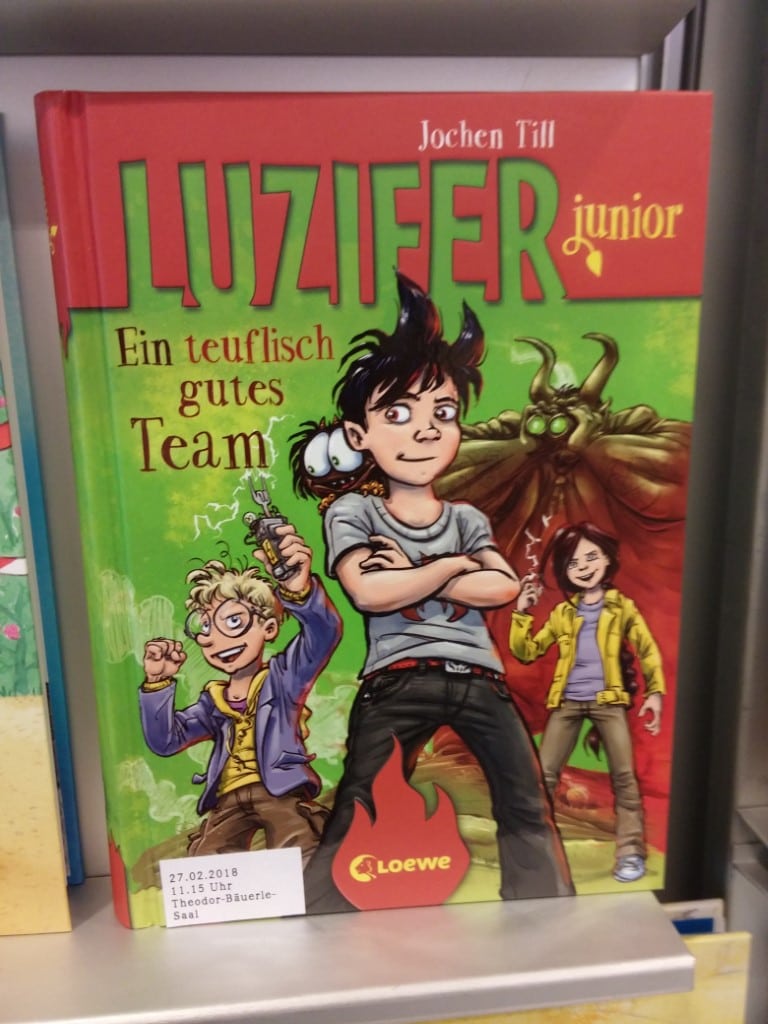 Jochen Till
LUZIFER
junior
Ein teuflisch
gutes
Team
LOEWE
27.02.2018
11.15 Uhr
Theodor-Bäuerle-
Saal